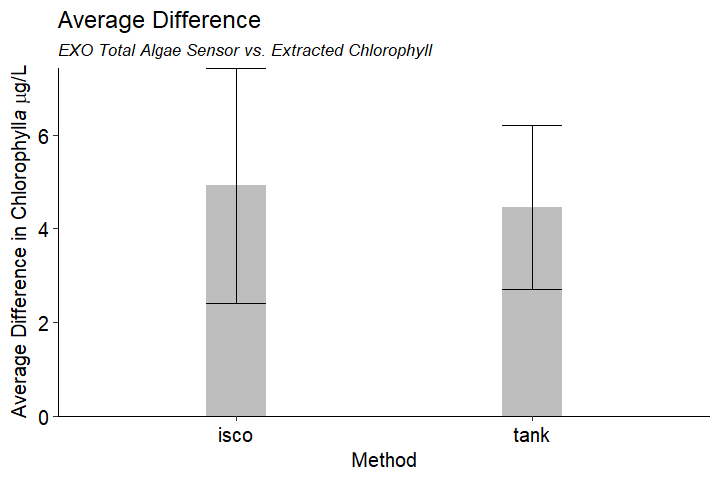 Average Difference
EXO Total Algae Sensor vs. Extracted Chlorophyll
Average Difference in Chlorophylla μg/L
6
4
2
0
isco
tank
Method